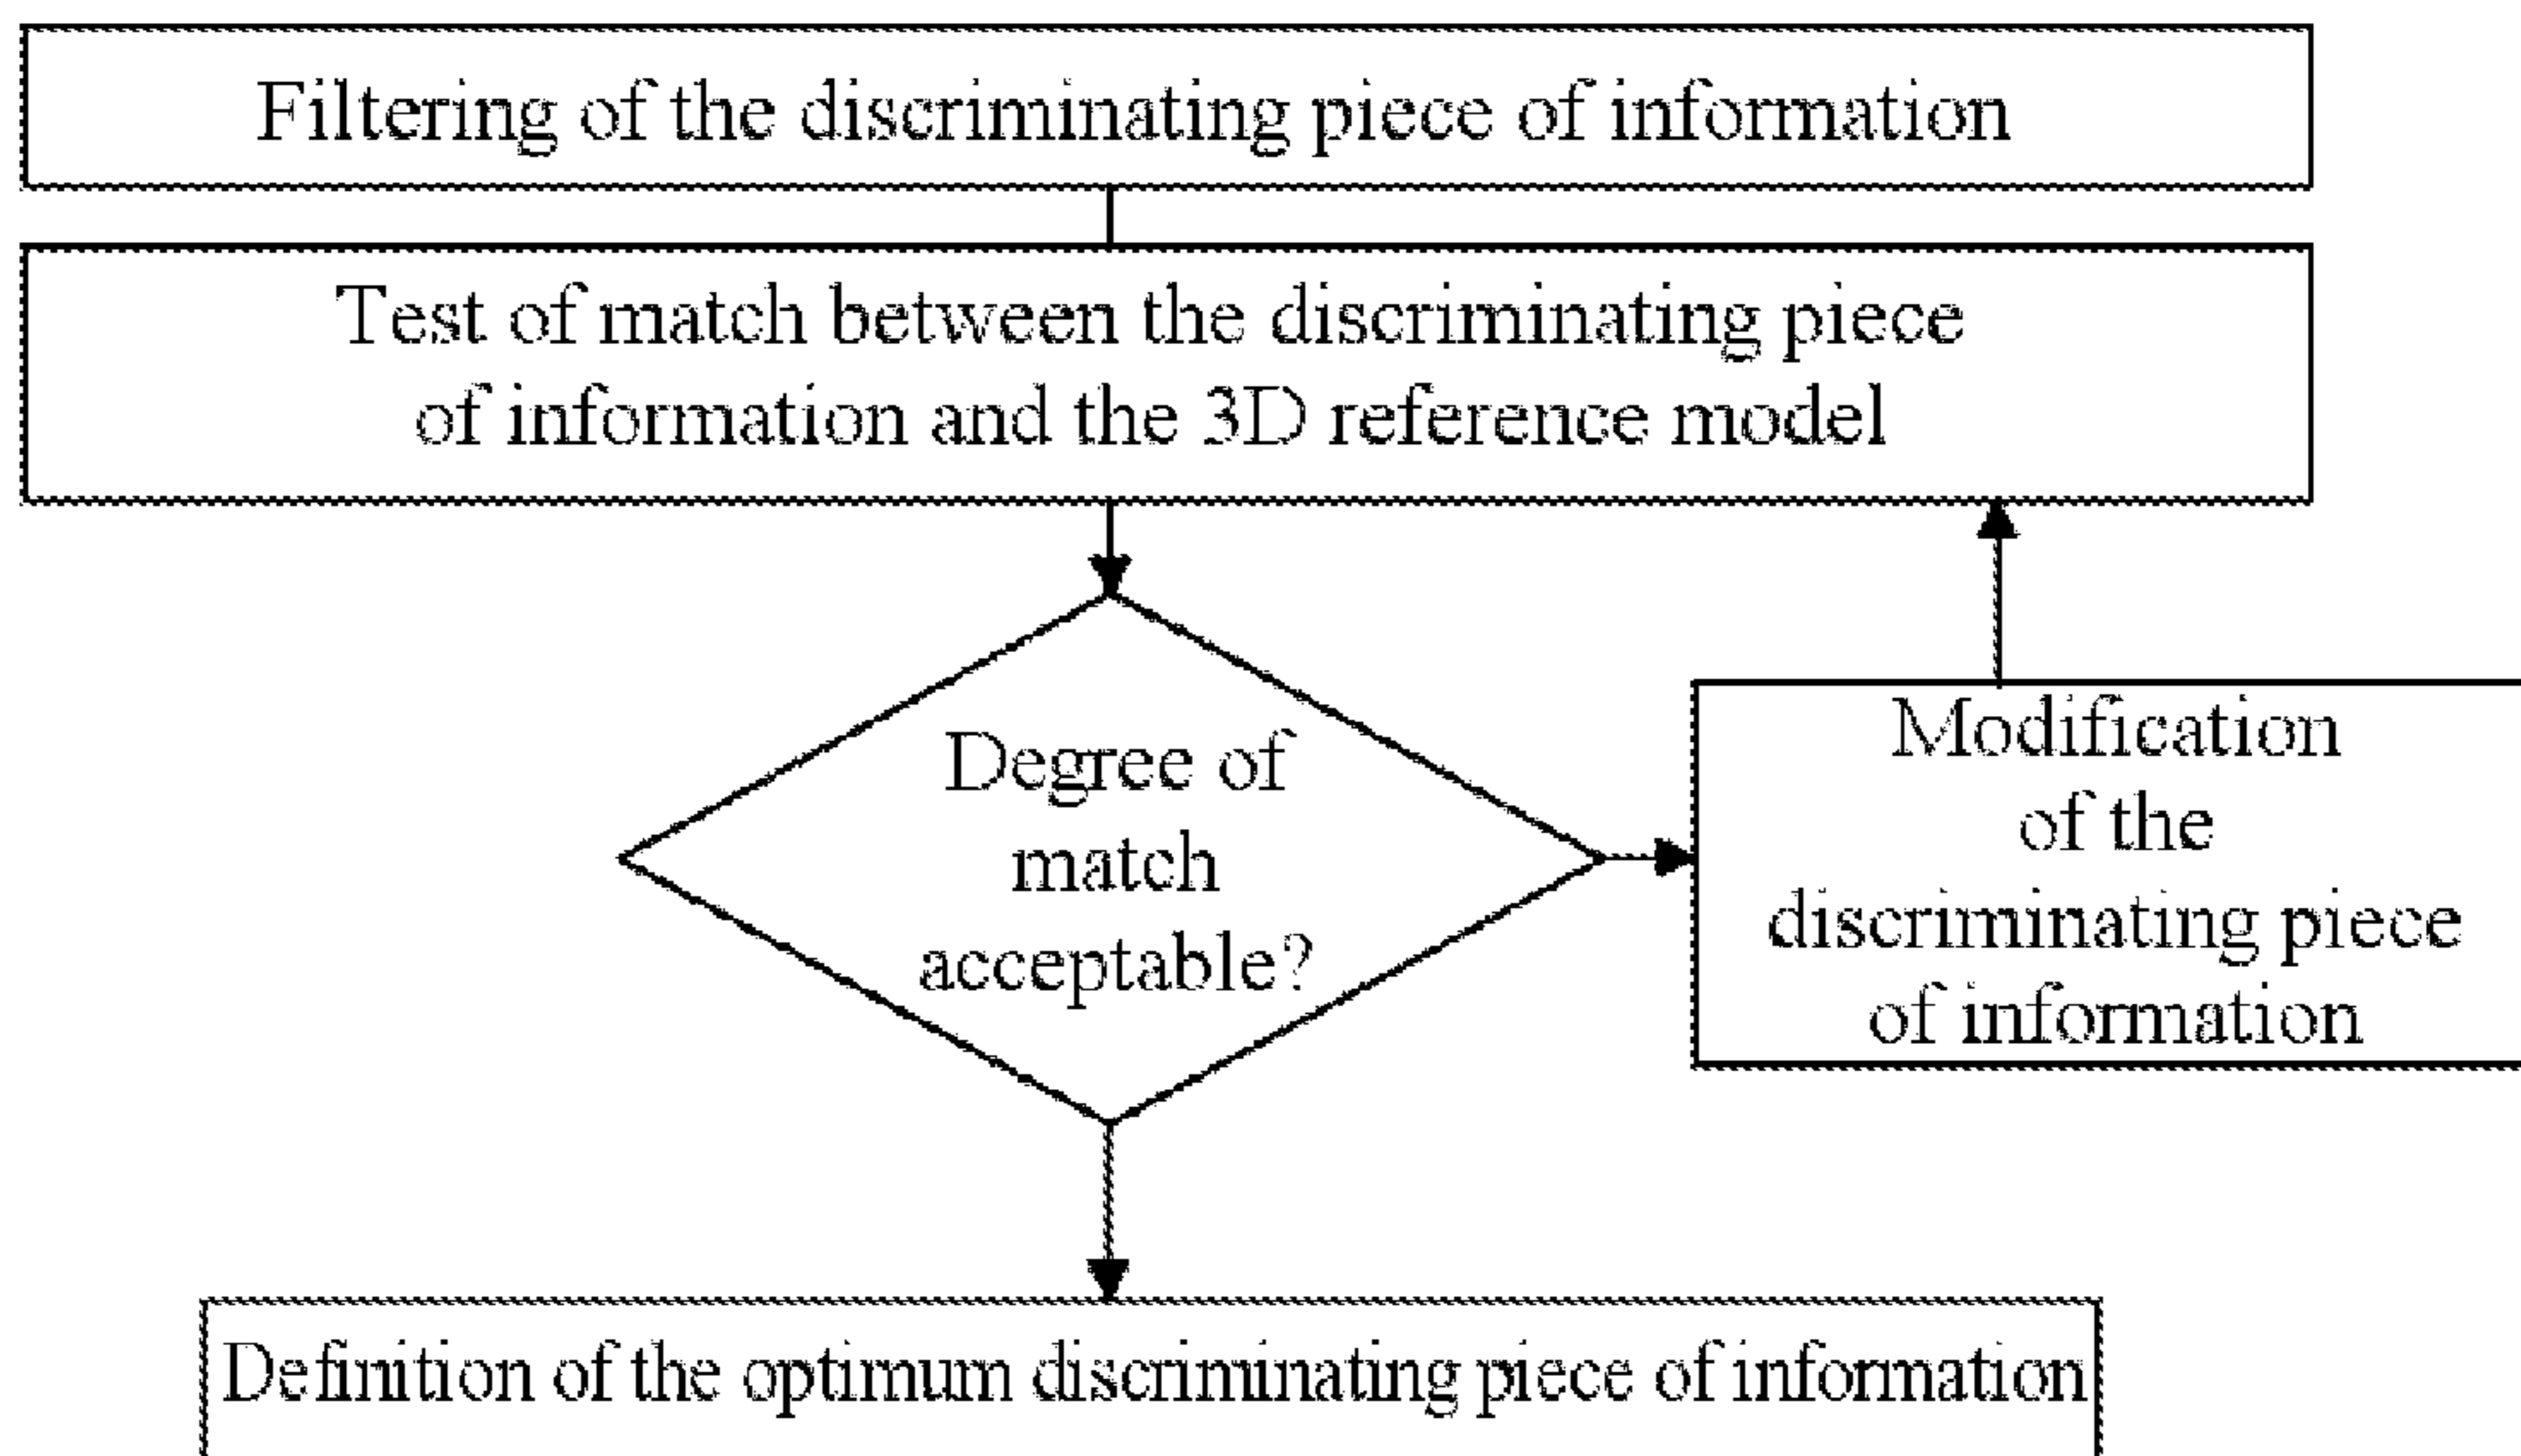 Filtering of the discriminating piece of information
Test of match between the discriminating piece
of information and the 3D reference model
Degree of
match
acceptable?
Modification
of the
discriminating piece
of information
Definition of the optimum discriminating piece of information